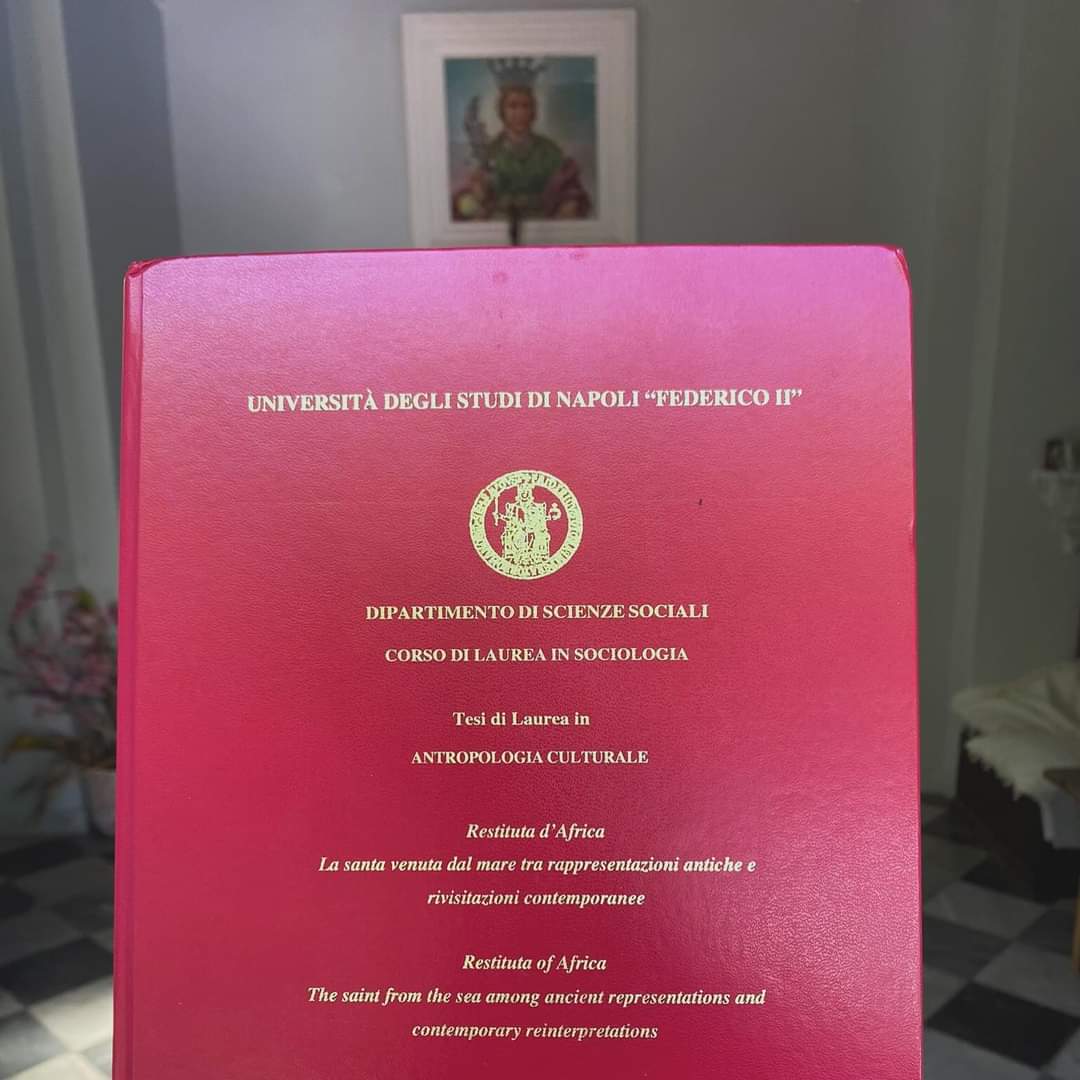 UNIVERSITÀ DEGLI STUDI DI NAPOLI “FEDERICO II”
DIPARTIMENTO DI SCIENZE SOCIALI
CORSO DI LAUREA IN SOCIOLOGIA
Tesi di Laurea in
ANTROPOLOGIA CULTURALE
Restituta d’Africa
La santa venuta dal mare tra rappresentazioni antiche e
rivisitazioni contemporanee
Restituta of Africa
The saint from the sea among ancient representations and
contemporary reinterpretations